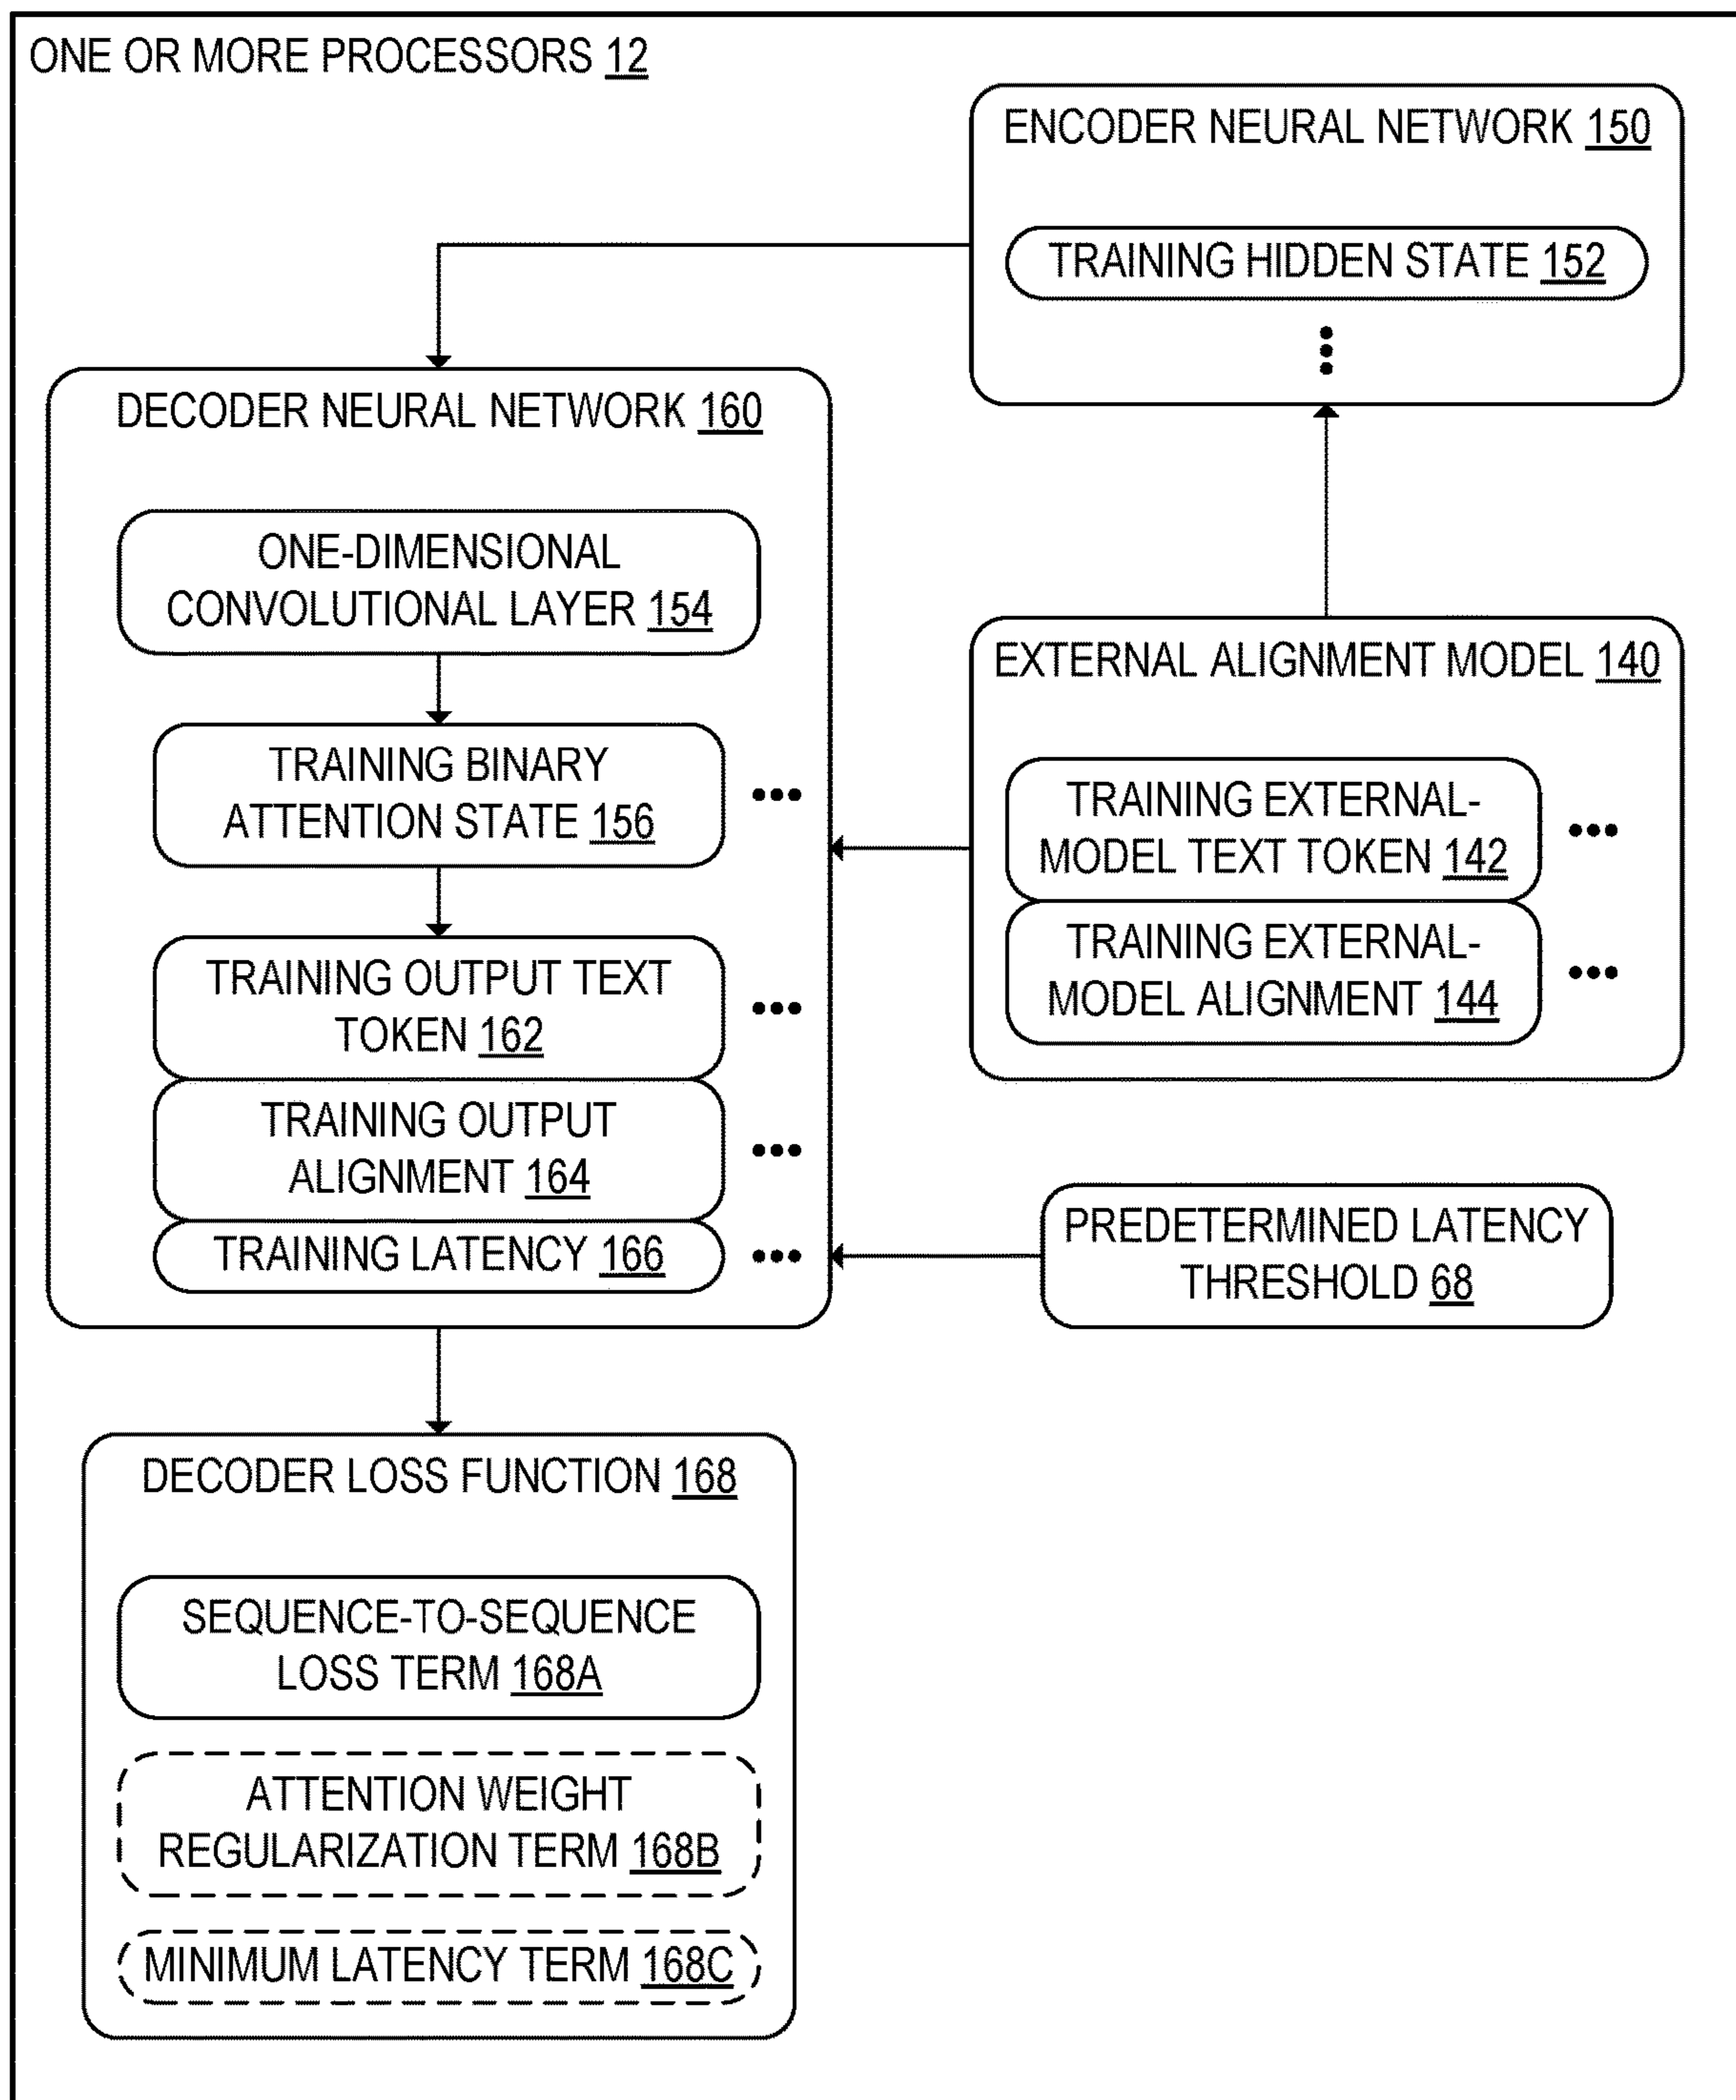 ONE OR MORE PROCESSORS 12
ENCODER NEURAL NETWORK 150
TRAINING HIDDEN STATE 152
DECODER NEURAL NETWORK 160
ONE-DIMENSIONAL
CONVOLUTIONAL LAYER 154
TRAINING BINARY
ATTENTION STATE 156
TRAINING OUTPUT TEXT
TOKEN 162
TRAINING OUTPUT
ALIGNMENT 164
TRAINING LATENCY 166
EXTERNAL ALIGNMENT MODEL 140
TRAINING EXTERNAL-
MODEL TEXT TOKEN 142
TRAINING EXTERNAL-
MODEL ALIGNMENT 144
PREDETERMINED LATENCY
THRESHOLD 68
DECODER LOSS FUNCTION 168
SEQUENCE-TO-SEQUENCE
LOSS TERM 168A
ATTENTION WEIGHT
REGULARIZATION TERM 168B
MINIMUM LATENCY TERM 168C